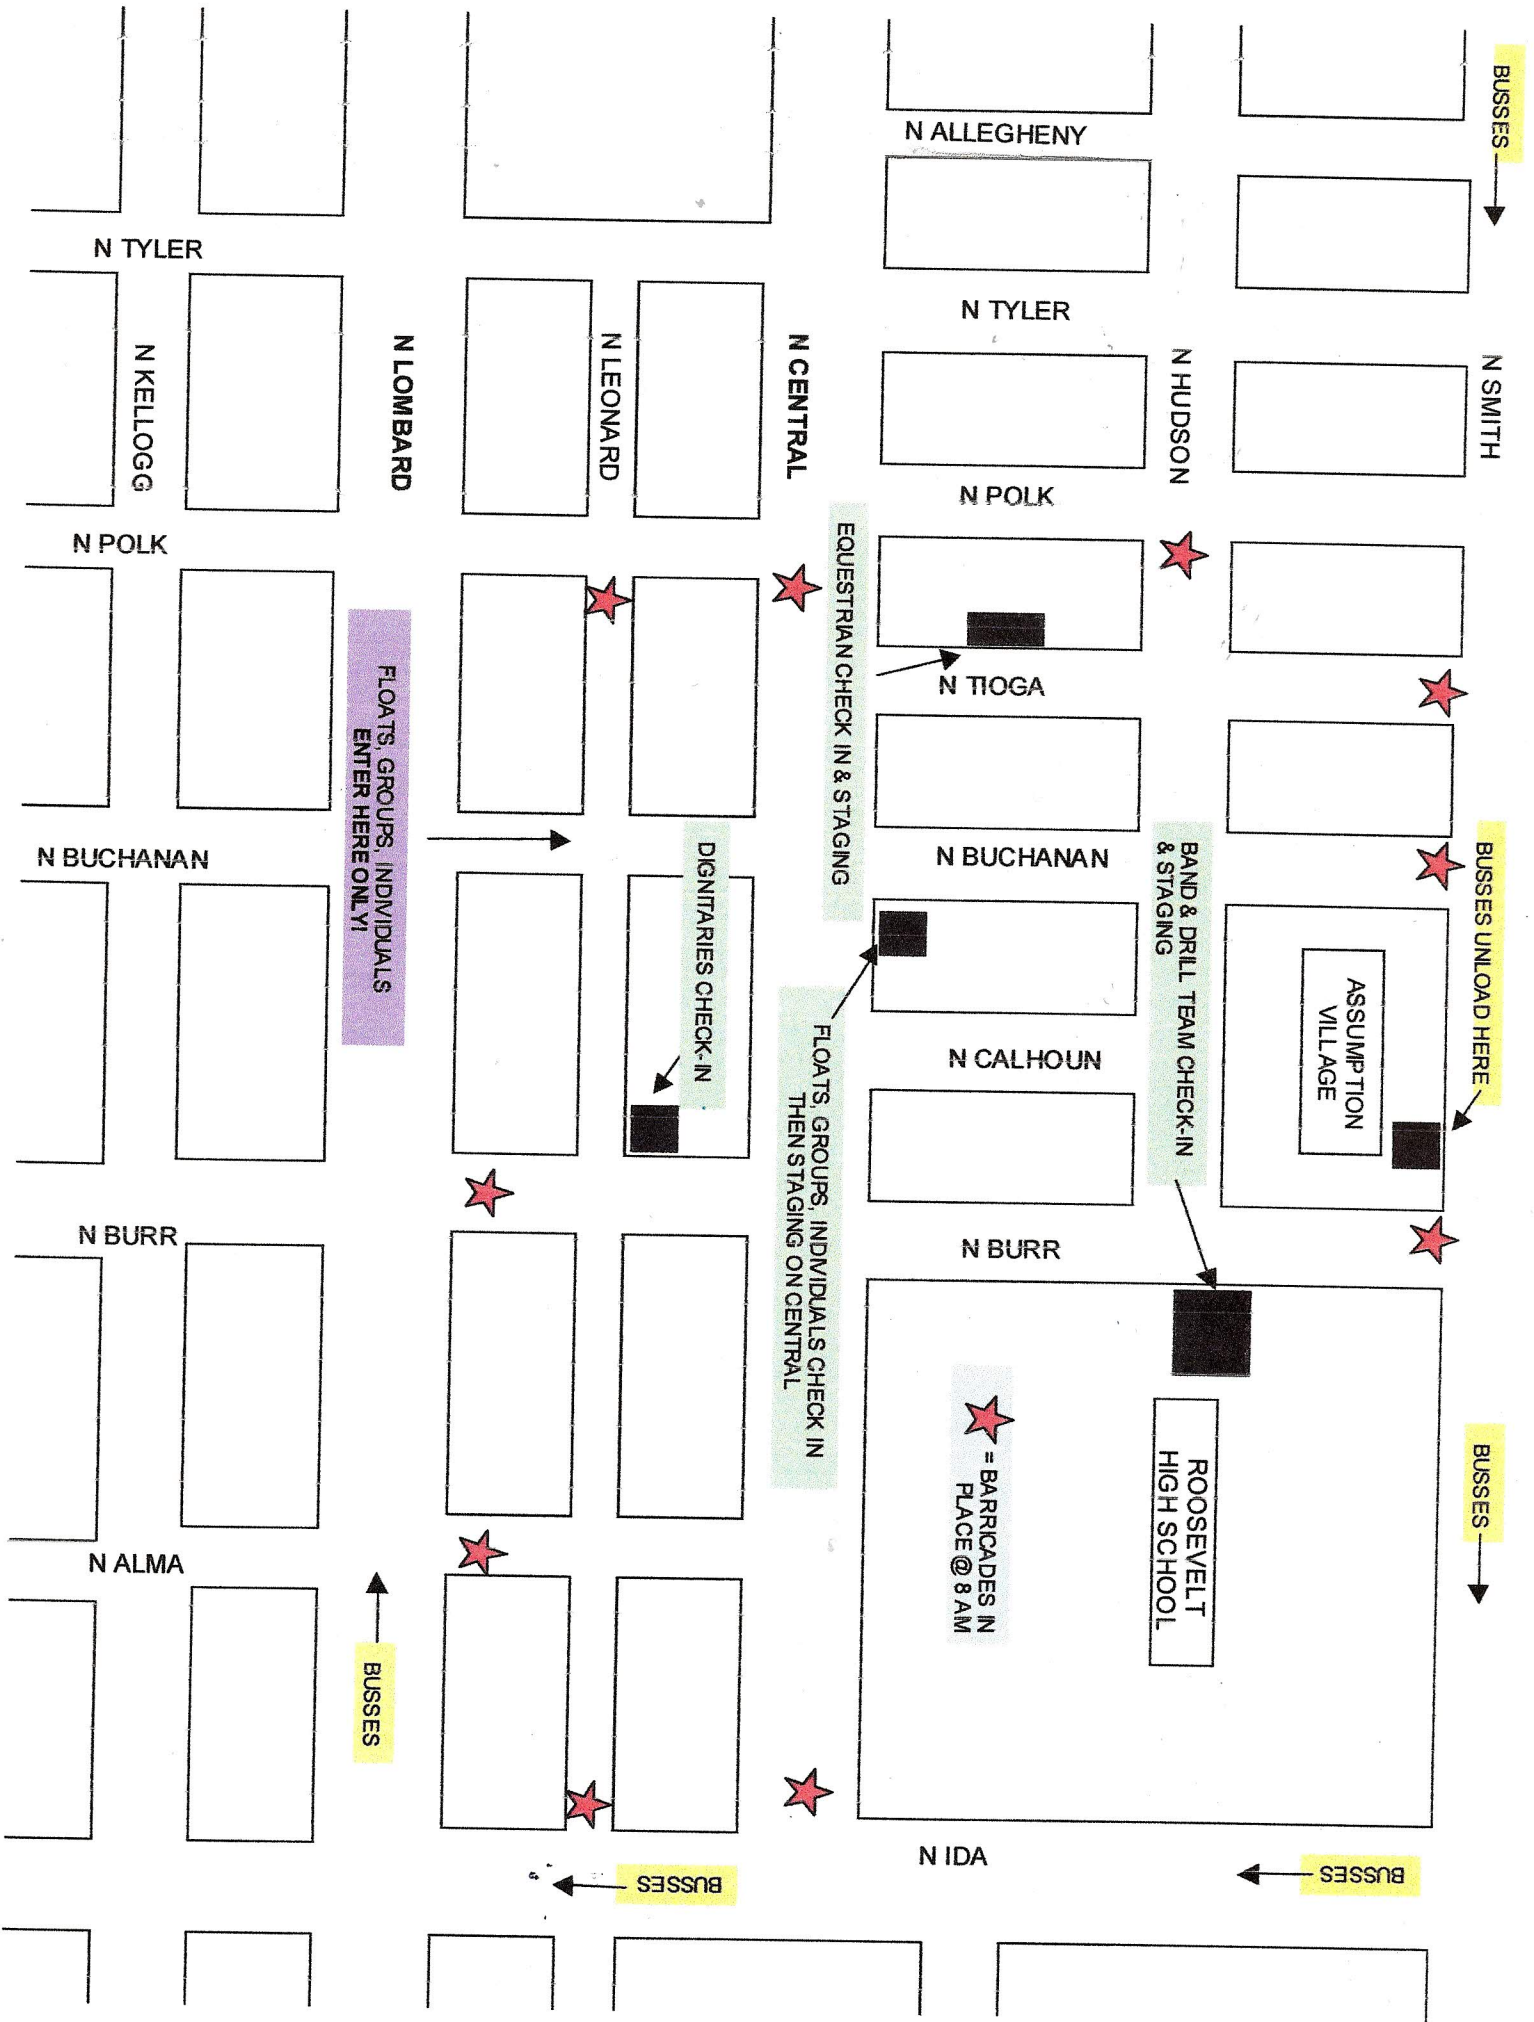 BUSSES
N ALLEGHENY
N TYLER
N TYLER
N KELLOGG
N LOMBARD
N LEONARD
N CENTRAL
N HUDSON
N SMITH
N POLK
N POLK
EQUESTRIAN CHECK IN & STAGING
N TIOGA
FLOATS, GROUPS, INDIVIDUALS
ENTER HERE ONLY!
N BUCHANAN
N BUCHANAN
DIGNITARIES CHECK-IN
BAND & DRILL TEAM CHECK-IN
& STAGING
BUSSES UNLOAD HERE
ASSUMPTION
VILLAGE
FLOATS, GROUPS, INDIVIDUALS CHECK IN
THEN STAGING ON CENTRAL
N CALHOUN
N BURR
N BURR
= BARRICADES IN
PLACE @ 8 AM
ROOSEVELT
HIGH SCHOOL
BUSSES
N ALMA
BUSSES
N IDA
BUSSES
BUSSES